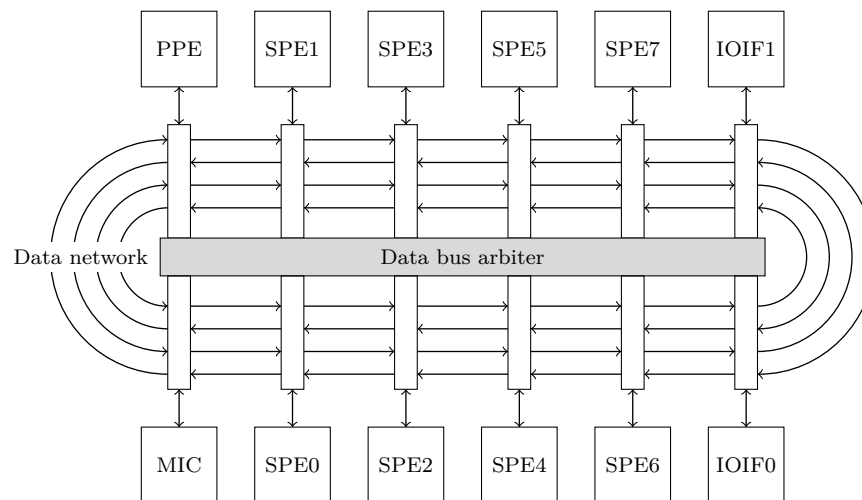 PPE
SPE1
SPE3
SPE5
SPE7
IOIF1
Data network
Data bus arbiter
MIC
SPE0
SPE2
SPE4
SPE6
IOIF0